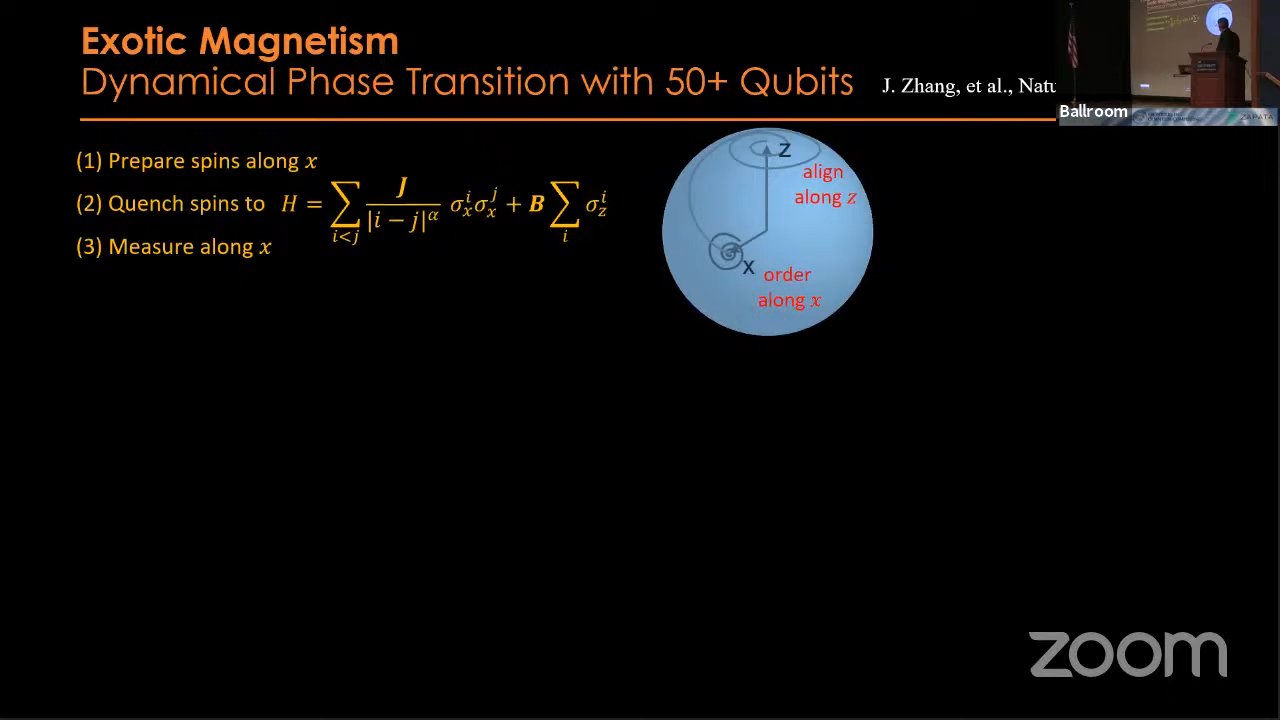 Exotic Magnetism
Dynamical Phase Transition with 50+ Qubits J. Zhang, et al., Natu
Ballroom
ZAPATA
(1) Prepare spins along x
(2) Quench spins to H = ∑_{i<j} J/|i − j|^α σ_x^i σ_x^j + B ∑_i σ_z^i
(3) Measure along x
z
align
along z
x
order
along x
zoom